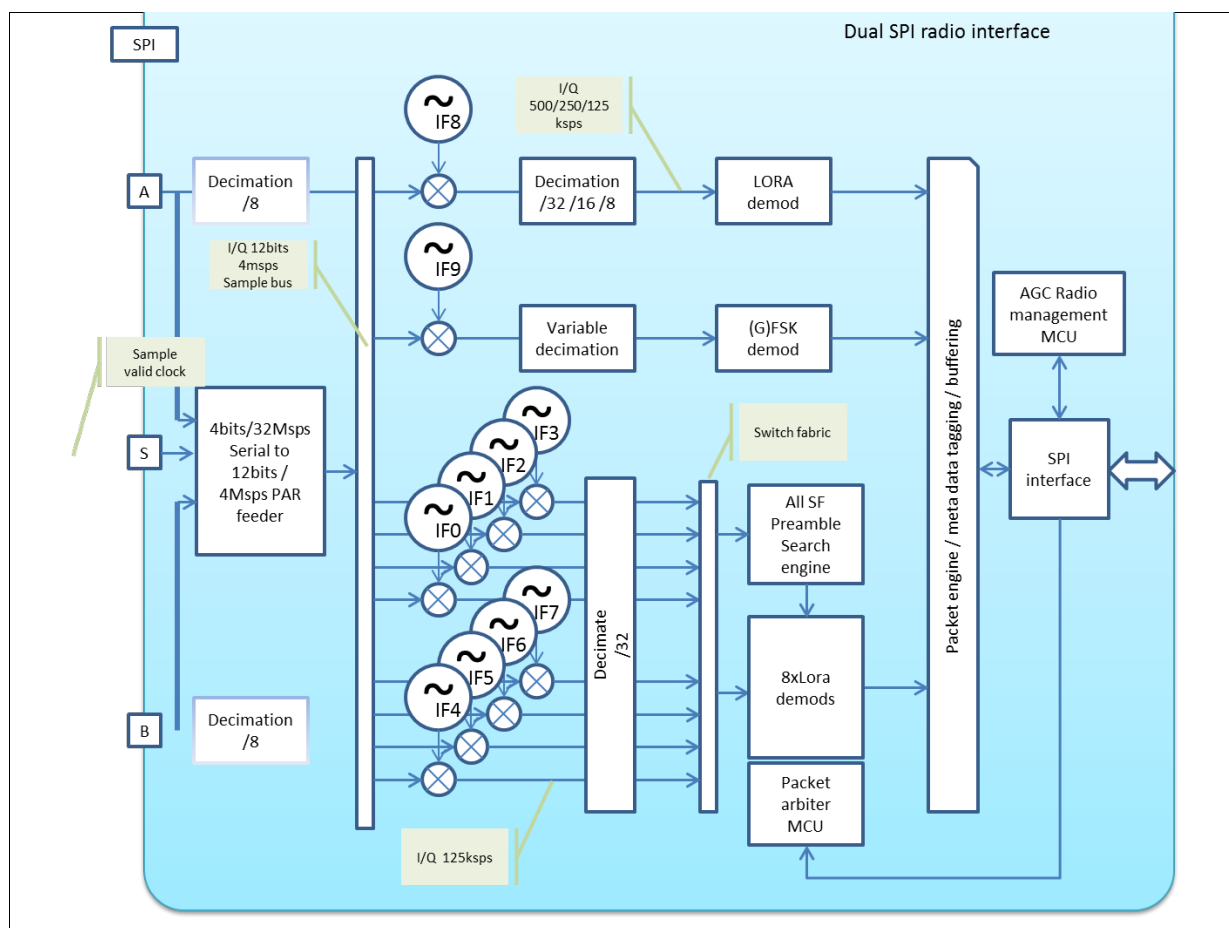 Dual SPI radio interface
SPI
~
IF8
I/Q
500/250/125
ksps
A
Decimation
/8
Decimation
/32 /16 /8
LORA
demod
~
IF9
I/Q 12bits
4msps
Sample bus
Variable
decimation
(G)FSK
demod
AGC Radio
management
MCU
Sample
valid clock
S
4bits/32Msps
Serial to
12bits /
4Msps PAR
feeder
~
IF3
~
IF2
~
IF1
~
IF0
Switch fabric
SPI
interface
All SF
Preamble
Search
engine
~
IF7
~
IF6
~
IF5
~
IF4
Decimate
/32
8xLora
demods
Packet engine / meta data tagging / buffering
B
Decimation
/8
Packet
arbiter
MCU
I/Q 125ksps